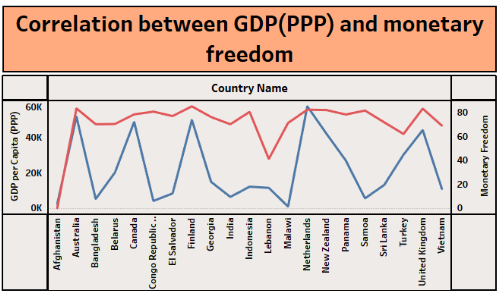 Correlation between GDP(PPP) and monetary
freedom
Country Name
60K
40K
20K
0K
GDP per Capita (PPP)
80
60
40
20
0
Monetary Freedom
Afghanistan
Australia
Bangladesh
Belarus
Canada
Congo Republic ..
El Salvador
Finland
Georgia
India
Indonesia
Lebanon
Malawi
Netherlands
New Zealand
Panama
Samoa
Sri Lanka
Turkey
United Kingdom
Vietnam